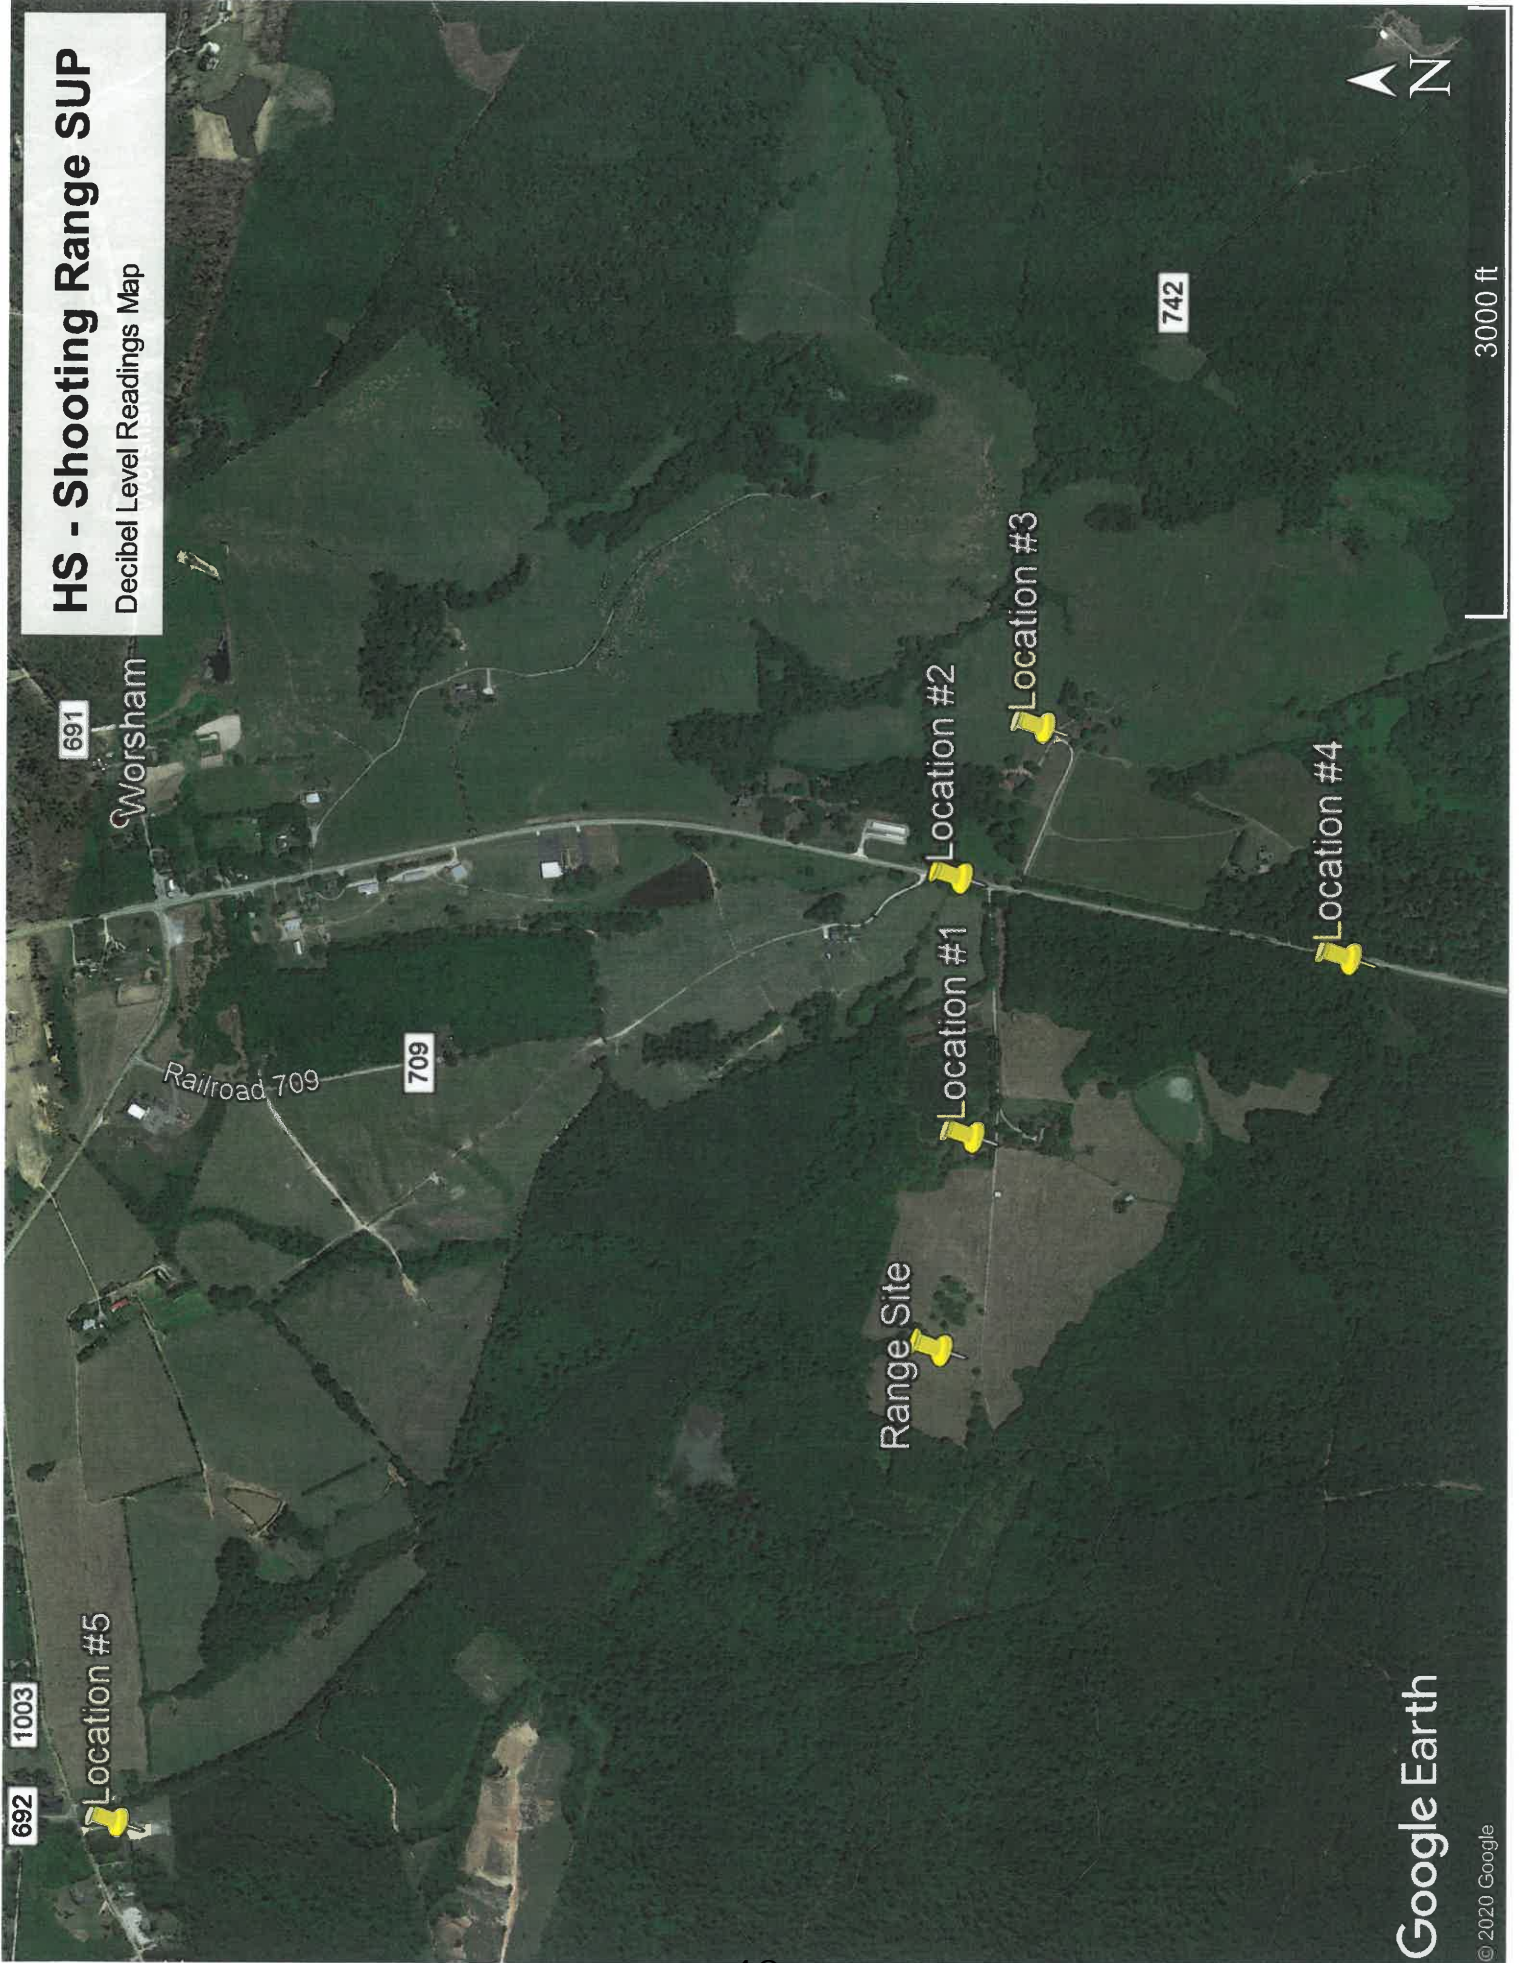 HS - Shooting Range SUP
Decibel Level Readings Map
691
Worsham
692
1003
Location #5
Railroad 709
709
Range Site
Location #1
Location #2
Location #3
742
Location #4
N
3000 ft
Google Earth
© 2020 Google